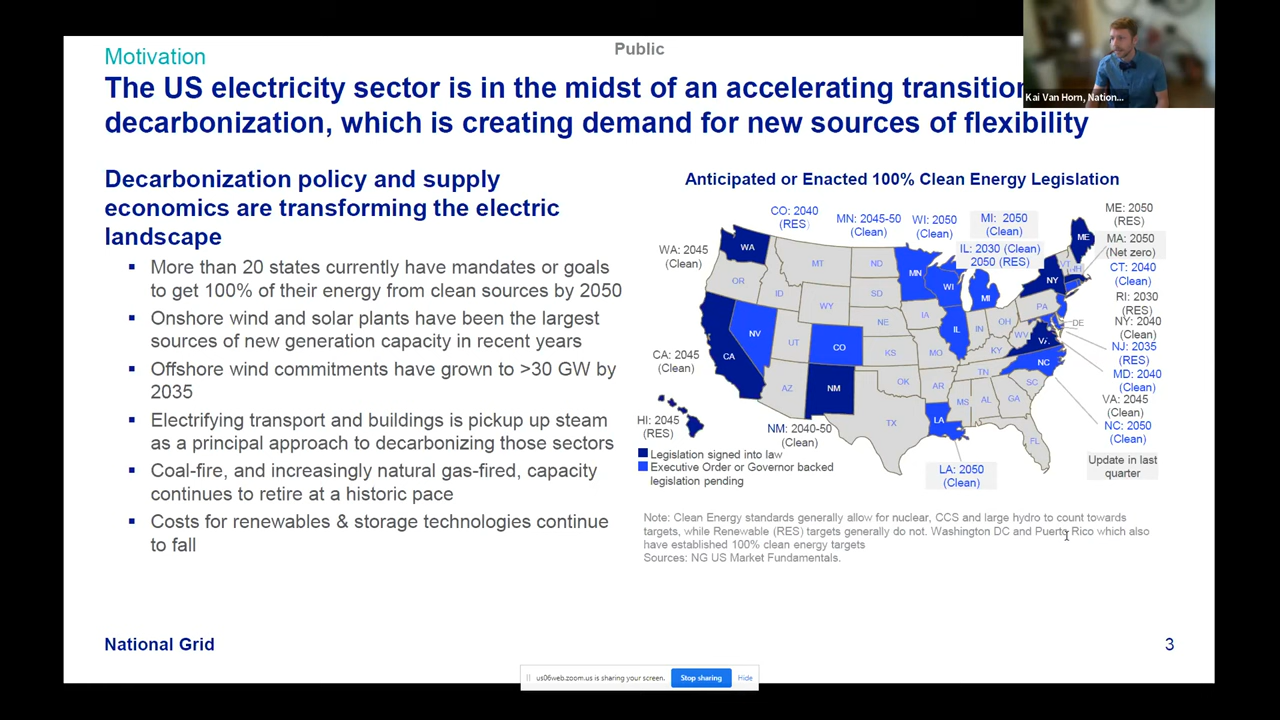 Motivation
Public
The US electricity sector is in the midst of an accelerating transition
decarbonization, which is creating demand for new sources of flexibility
Kai Van Horn, Nation...
Decarbonization policy and supply
economics are transforming the electric
landscape
▪ More than 20 states currently have mandates or goals
to get 100% of their energy from clean sources by 2050
▪ Onshore wind and solar plants have been the largest
sources of new generation capacity in recent years
▪ Offshore wind commitments have grown to >30 GW by
2035
▪ Electrifying transport and buildings is pickup up steam
as a principal approach to decarbonizing those sectors
▪ Coal-fire, and increasingly natural gas-fired, capacity
continues to retire at a historic pace
▪ Costs for renewables & storage technologies continue
to fall
Anticipated or Enacted 100% Clean Energy Legislation
WA: 2045
(Clean)
CO: 2040
(RES)
MN: 2045-50
(Clean)
WI: 2050
(Clean)
MI: 2050
(Clean)
IL: 2030 (Clean)
2050 (RES)
ME: 2050
(RES)
MA: 2050
(Net zero)
CT: 2040
(Clean)
RI: 2030
(RES)
NY: 2040
(Clean)
NJ: 2035
(RES)
MD: 2040
(Clean)
VA: 2045
(Clean)
NC: 2050
(Clean)
CA: 2045
(Clean)
HI: 2045
(RES)
NM: 2040-50
(Clean)
LA: 2050
(Clean)
WA
MT
ND
MN
ME
OR
ID
WY
SD
WI
MI
NY
VT
NH
NV
UT
CO
NE
IA
IL
IN
OH
PA
DE
CA
KS
MO
KY
WV
NC
AZ
NM
OK
AR
TN
SC
TX
LA
MS
AL
GA
FL
Legislation signed into law
Executive Order or Governor backed
legislation pending
Update in last
quarter
Note: Clean Energy standards generally allow for nuclear, CCS and large hydro to count towards
targets, while Renewable (RES) targets generally do not. Washington DC and Puerto Rico which also
have established 100% clean energy targets
Sources: NG US Market Fundamentals.
National Grid
3
us06web.zoom.us is sharing your screen.
Stop sharing
Hide